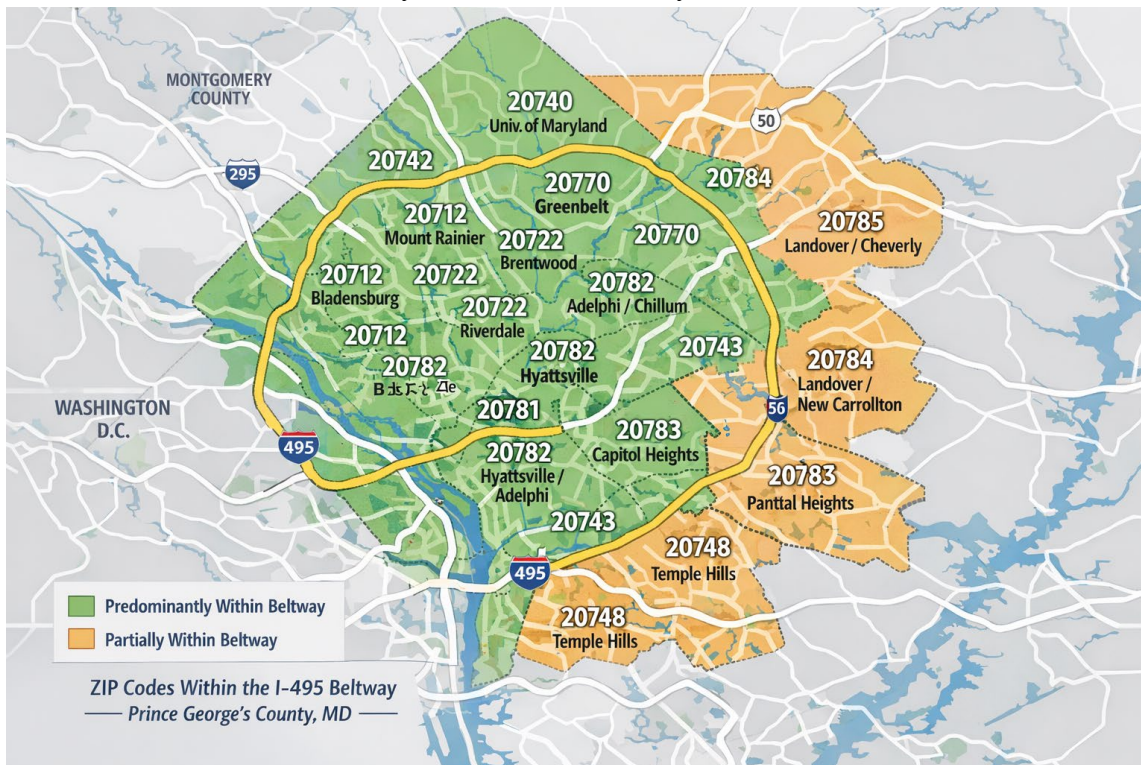 MONTGOMERY
COUNTY
295
50
20740
Univ. of Maryland
20742
20770
Greenbelt
20784
20712
Mount Rainier
20722
Brentwood
20770
20785
Landover / Cheverly
20712
Bladensburg
20722
20782
Adelphi / Chillum
20722
Riverdale
20712
20782
20782
Hyattsville
20743
20784
Landover /
New Carrollton
WASHINGTON
D.C.
56
495
20781
20783
Capitol Heights
20782
Hyattsville /
Adelphi
20783
Panttal Heights
20743
495
20748
Temple Hills
20748
Temple Hills
Predominantly Within Beltway
Partially Within Beltway
ZIP Codes Within the I-495 Beltway
Prince George's County, MD